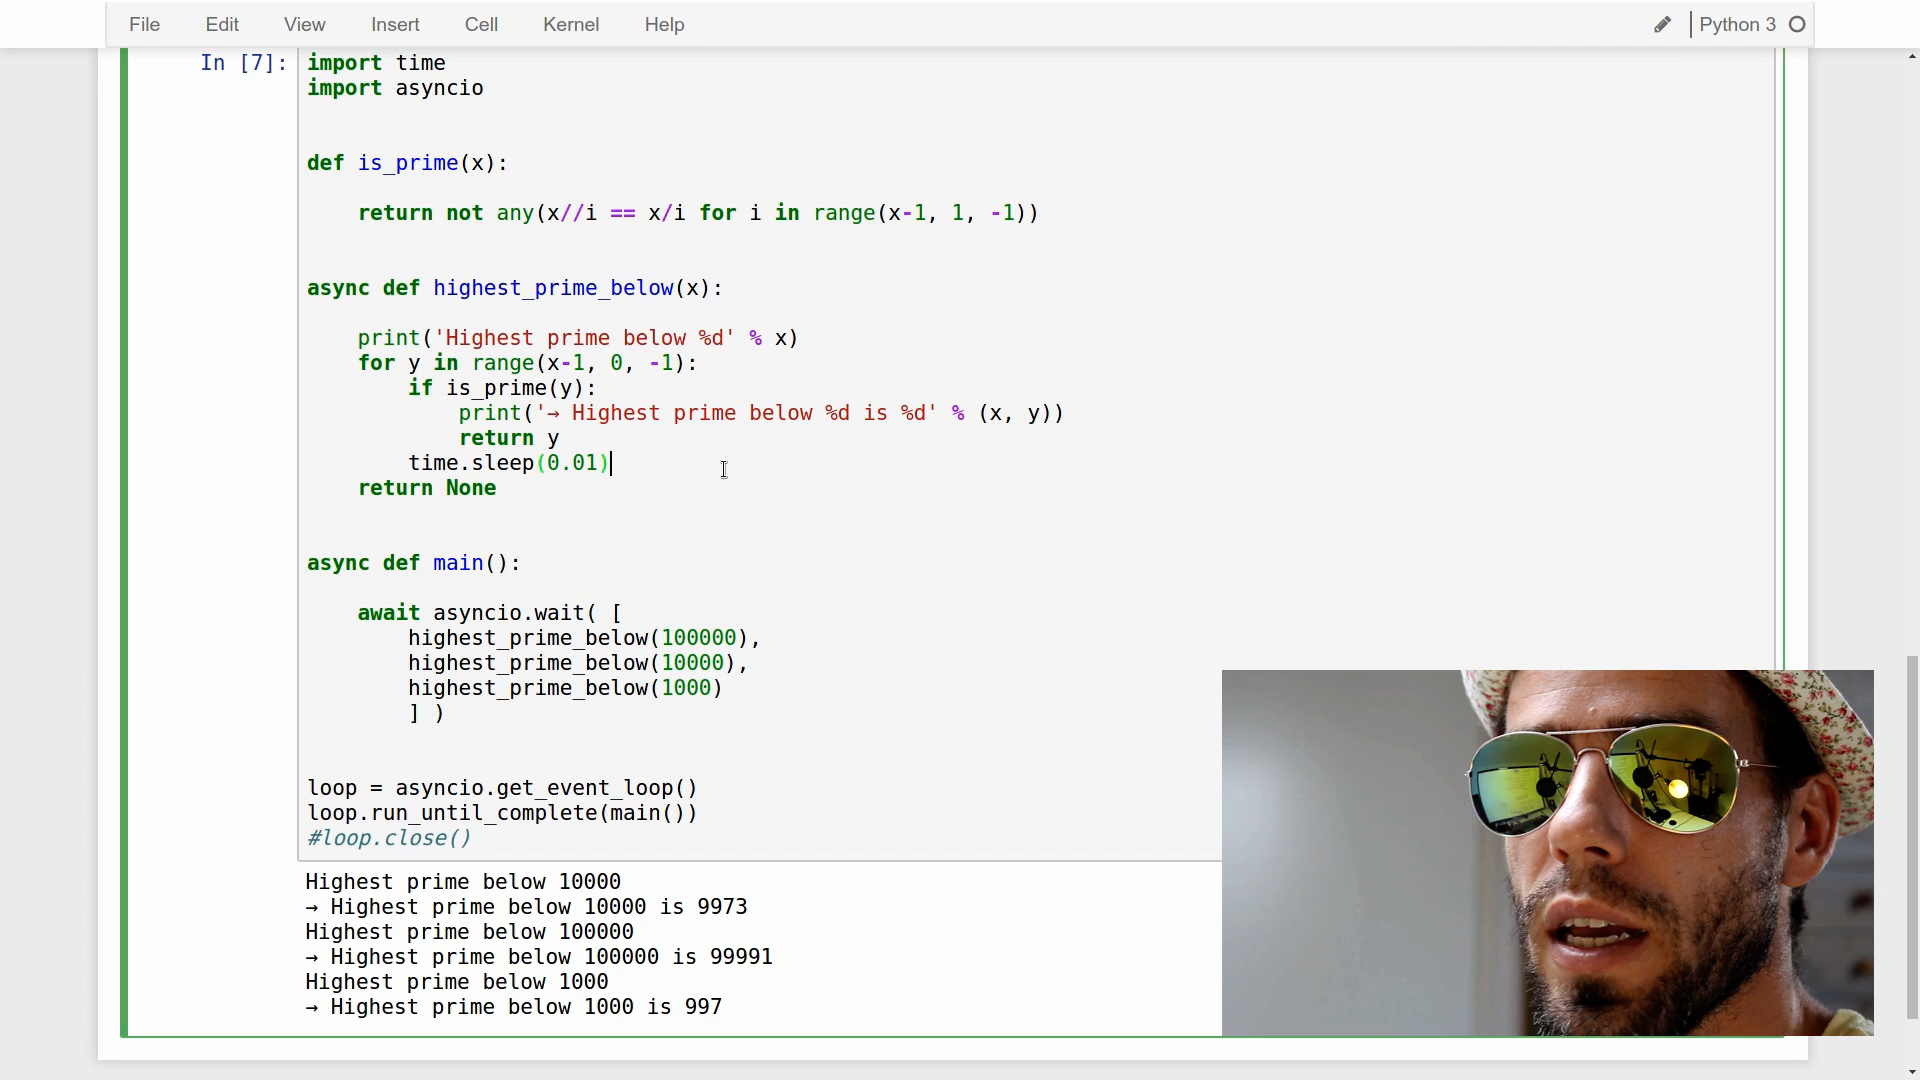 File Edit View Insert Cell Kernel Help Python 3
In [7]: import time
import asyncio
def is_prime(x):
return not any(x//i == x/i for i in range(x-1, 1, -1))
async def highest_prime_below(x):
print('Highest prime below %d' % x)
for y in range(x-1, 0, -1):
if is_prime(y):
print('→ Highest prime below %d is %d' % (x, y))
return y
time.sleep(0.01)
return None
async def main():
await asyncio.wait( [
highest_prime_below(100000),
highest_prime_below(10000),
highest_prime_below(1000)
] )
loop = asyncio.get_event_loop()
loop.run_until_complete(main())
#loop.close()
Highest prime below 10000
→ Highest prime below 10000 is 9973
Highest prime below 100000
→ Highest prime below 100000 is 99991
Highest prime below 1000
→ Highest prime below 1000 is 997